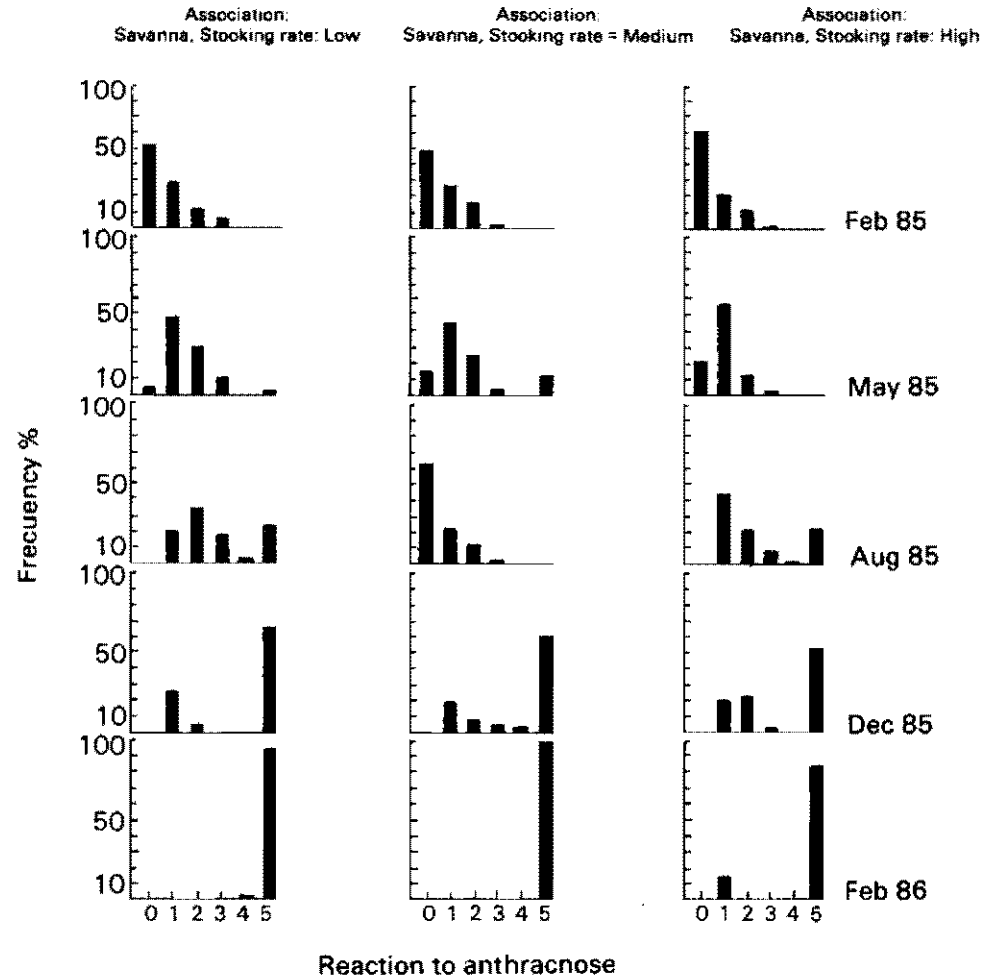 Association:
Savanna, Stooking rate: Low
Association:
Savanna, Stooking rate = Medium
Association:
Savanna, Stooking rate: High
Frecuency %
100
50
10
Feb 85
100
50
10
May 85
100
50
10
Aug 85
100
50
10
Dec 85
100
50
10
Feb 86
0 1 2 3 4 5
0 1 2 3 4 5
0 1 2 3 4 5
Reaction to anthracnose